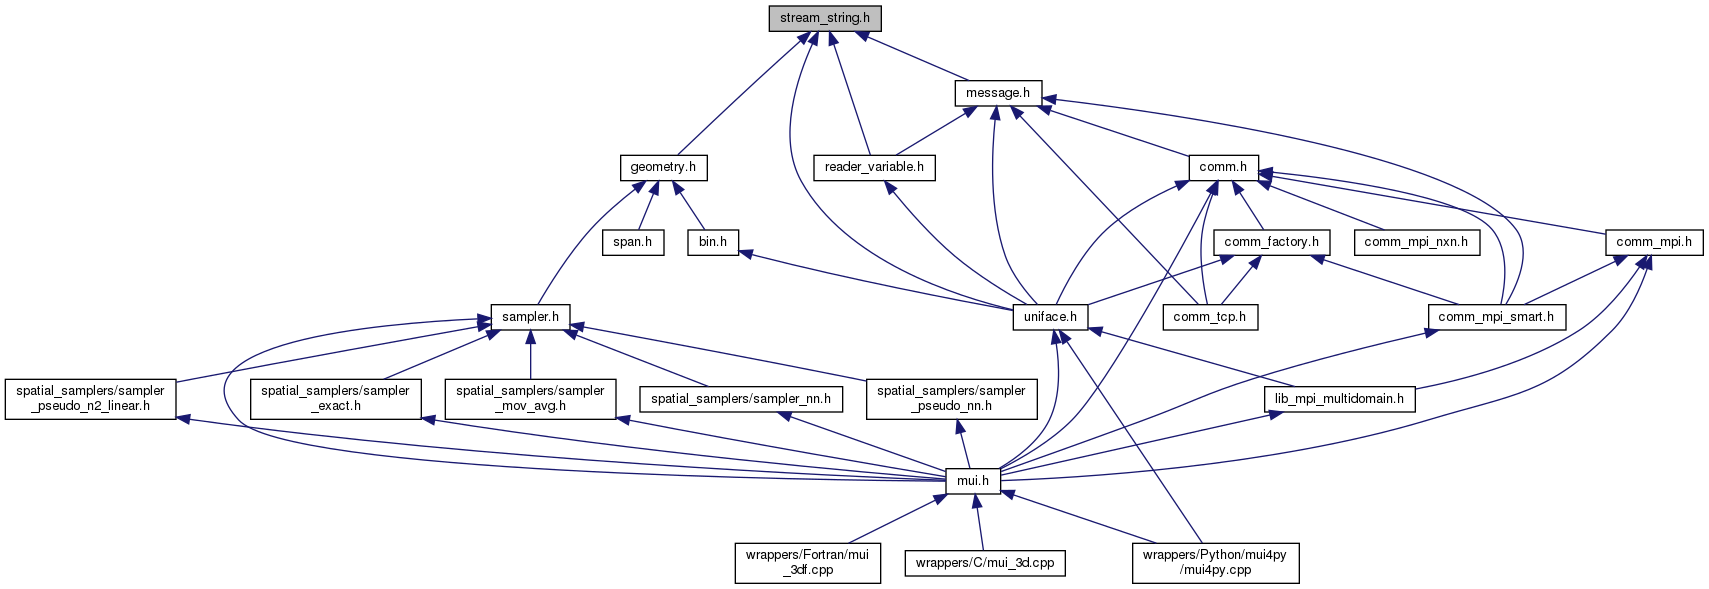 stream_string.h
message.h
geometry.h
reader_variable.h
comm.h
span.h
bin.h
comm_factory.h
comm_mpi_nxn.h
comm_mpi.h
sampler.h
uniface.h
comm_tcp.h
comm_mpi_smart.h
spatial_samplers/sampler
_pseudo_n2_linear.h
spatial_samplers/sampler
_exact.h
spatial_samplers/sampler
_mov_avg.h
spatial_samplers/sampler_nn.h
spatial_samplers/sampler
_pseudo_nn.h
lib_mpi_multidomain.h
mui.h
wrappers/Fortran/mui
_3df.cpp
wrappers/C/mui_3d.cpp
wrappers/Python/mui4py
/mui4py.cpp